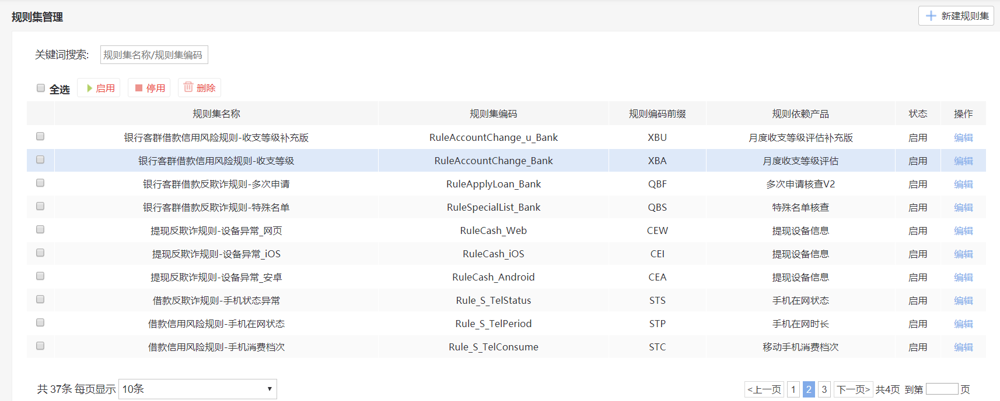 规则集管理
新建规则集
关键词搜索: 规则集名称/规则集编码
全选 启用 停用 删除
规则集名称 规则集编码 规则编码前缀 规则依赖产品 状态 操作
银行客群借款信用风险规则-收支等级补充版 RuleAccountChange_u_Bank XBU 月度收支等级评估补充版 启用 编辑
银行客群借款信用风险规则-收支等级 RuleAccountChange_Bank XBA 月度收支等级评估 启用 编辑
银行客群借款反欺诈规则-多次申请 RuleApplyLoan_Bank QBF 多次申请核查V2 启用 编辑
银行客群借款反欺诈规则-特殊名单 RuleSpecialList_Bank QBS 特殊名单核查 启用 编辑
提现反欺诈规则-设备异常_网页 RuleCash_Web CEW 提现设备信息 启用 编辑
提现反欺诈规则-设备异常_iOS RuleCash_iOS CEI 提现设备信息 启用 编辑
提现反欺诈规则-设备异常_安卓 RuleCash_Android CEA 提现设备信息 启用 编辑
借款反欺诈规则-手机状态异常 Rule_S_TelStatus STS 手机在网状态 启用 编辑
借款信用风险规则-手机在网状态 Rule_S_TelPeriod STP 手机在网时长 启用 编辑
借款信用风险规则-手机消费档次 Rule_S_TelConsume STC 移动手机消费档次 启用 编辑
共 37条 每页显示 10条 <上一页 1 2 3 下一页> 共4页 到第 页